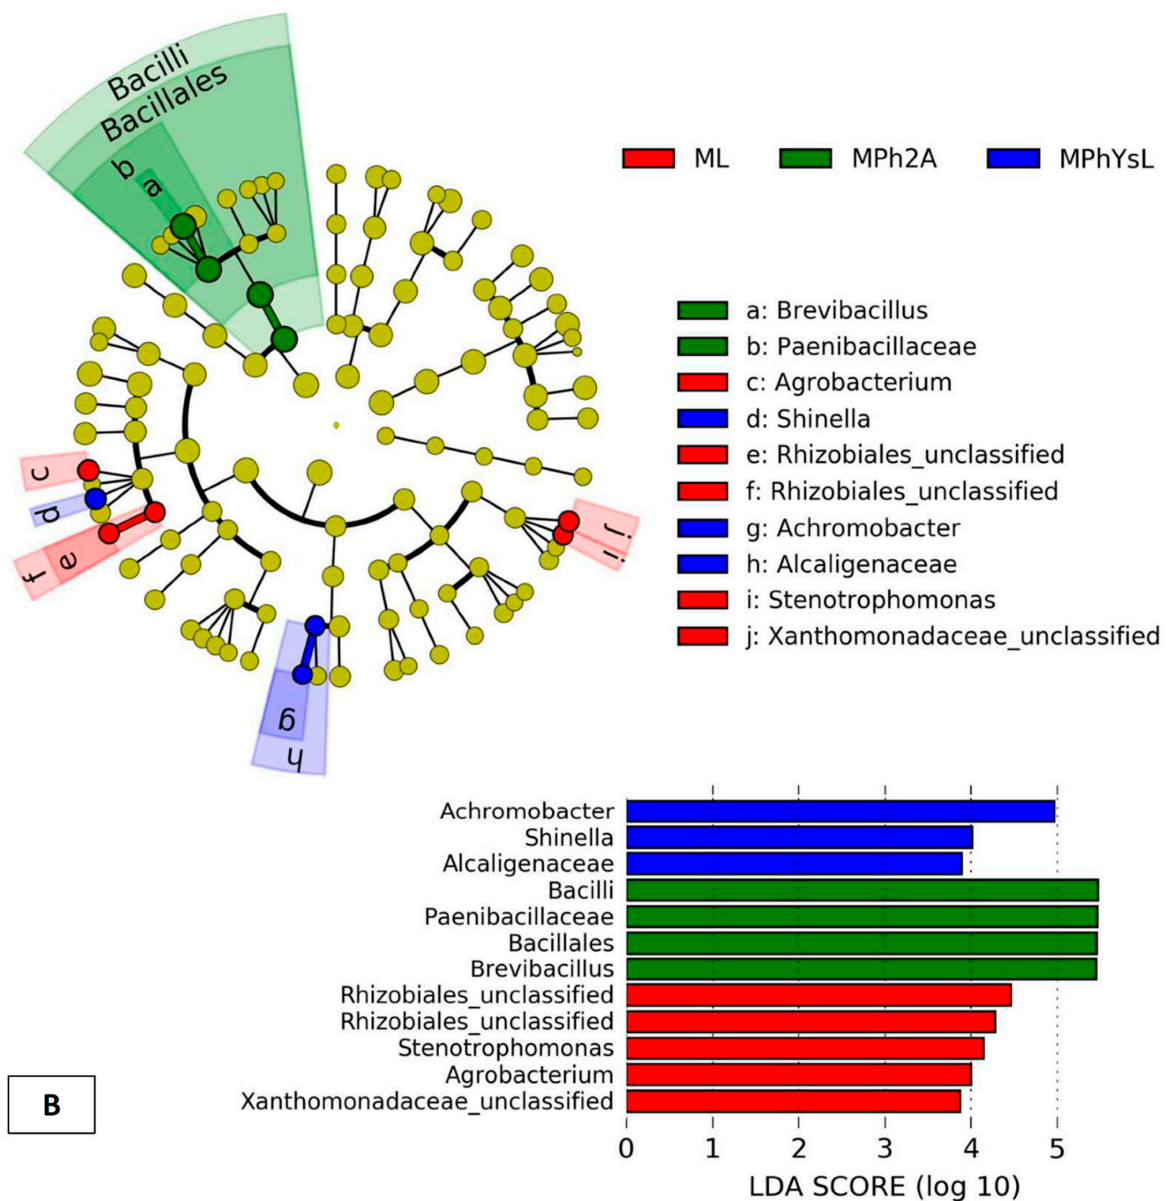 Bacilli
Bacillales
b
a
ML MPh2A MPhYsL
a: Brevibacillus
b: Paenibacillaceae
c: Agrobacterium
d: Shinella
e: Rhizobiales_unclassified
f: Rhizobiales_unclassified
g: Achromobacter
h: Alcaligenaceae
i: Stenotrophomonas
j: Xanthomonadaceae_unclassified
c
d
e
f
j
i
g
h
Achromobacter
Shinella
Alcaligenaceae
Bacilli
Paenibacillaceae
Bacillales
Brevibacillus
Rhizobiales_unclassified
Rhizobiales_unclassified
Stenotrophomonas
Agrobacterium
Xanthomonadaceae_unclassified
B
0 1 2 3 4 5
LDA SCORE (log 10)